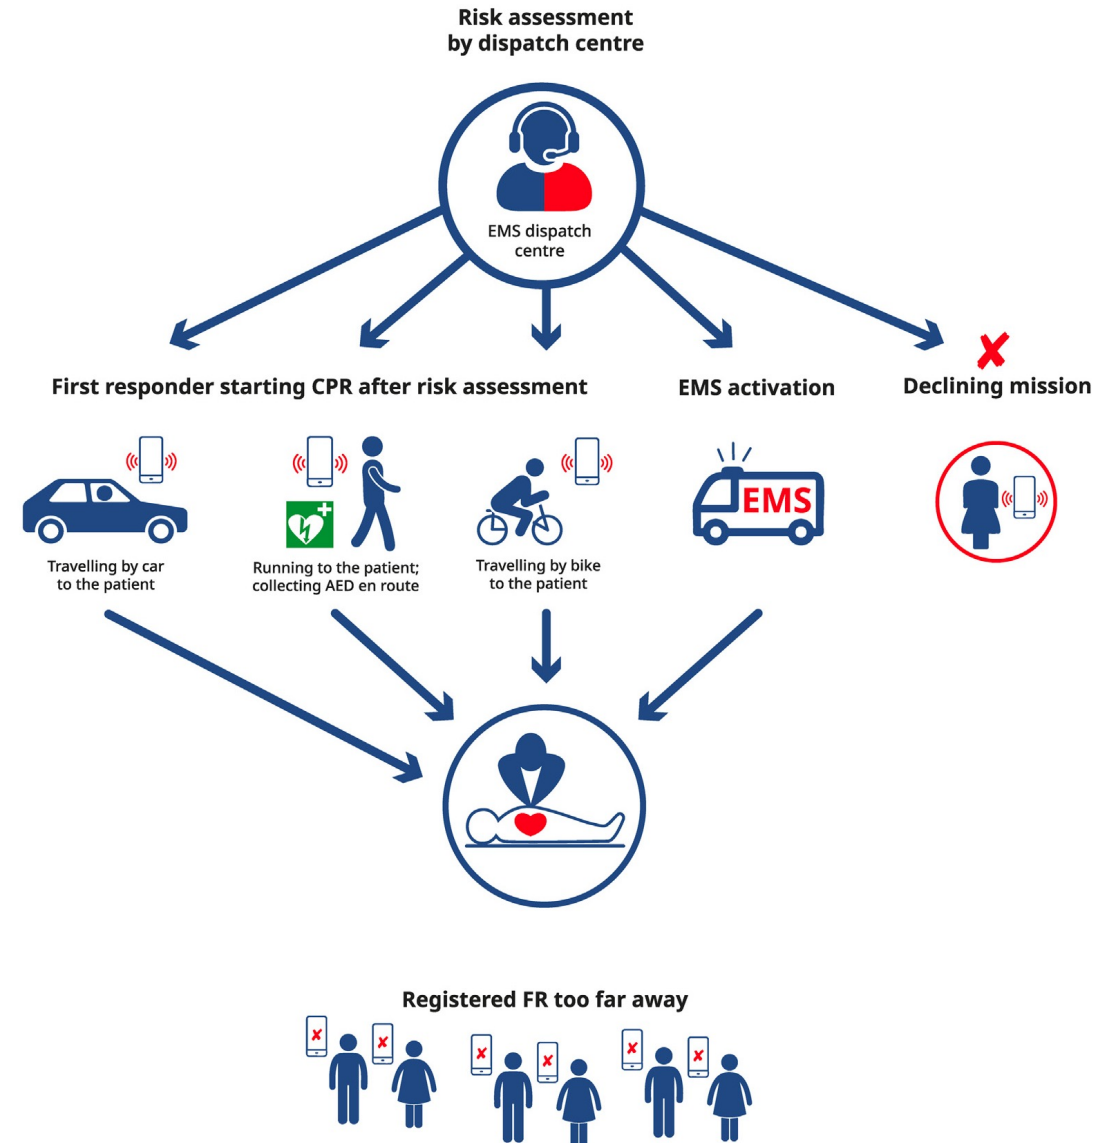 Risk assessment
by dispatch centre
EMS dispatch
centre
First responder starting CPR after risk assessment
EMS activation
Declining mission
EMS
Travelling by car
to the patient
Running to the patient;
collecting AED en route
Travelling by bike
to the patient
Registered FR too far away